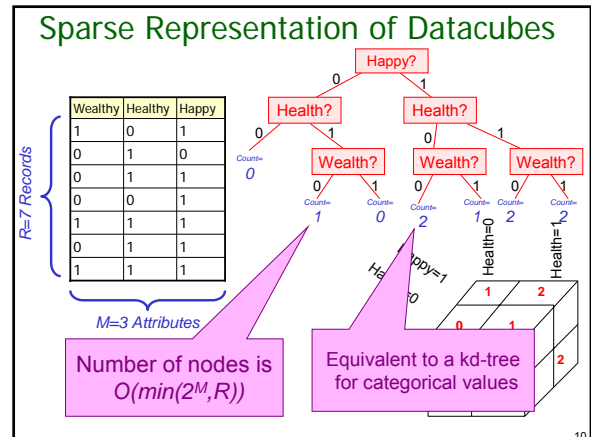 Sparse Representation of Datacubes
Wealthy Healthy Happy
1 0 1
0 1 0
0 1 1
0 0 1
1 1 1
0 1 1
1 1 1
R=7 Records
M=3 Attributes
Happy?
0 1
Health? Health?
0 1 0 1
Count=
0
Wealth? Wealth? Wealth?
0 1 0 1 0 1
Count= Count= Count= Count= Count= Count=
1 0 2 1 2 2
Number of nodes is
O(min(2^M,R))
Equivalent to a kd-tree
for categorical values
Health=0
Health=1
1 2
0 1
2
10